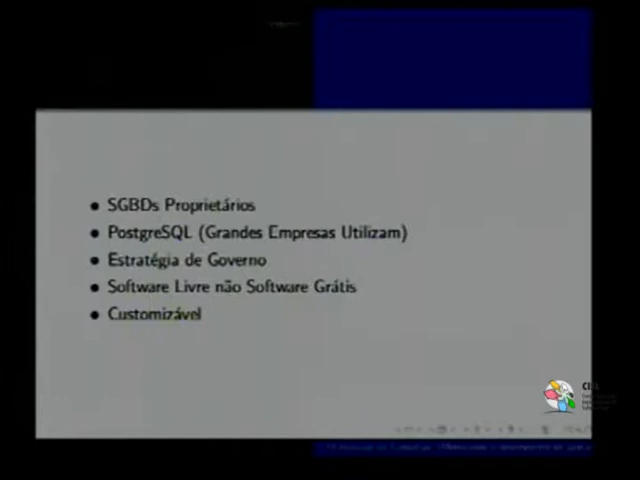 SGBDs Proprietários
PostgreSQL (Grandes Empresas Utilizam)
Estratégia de Governo
Software Livre não Software Grátis
Customizável